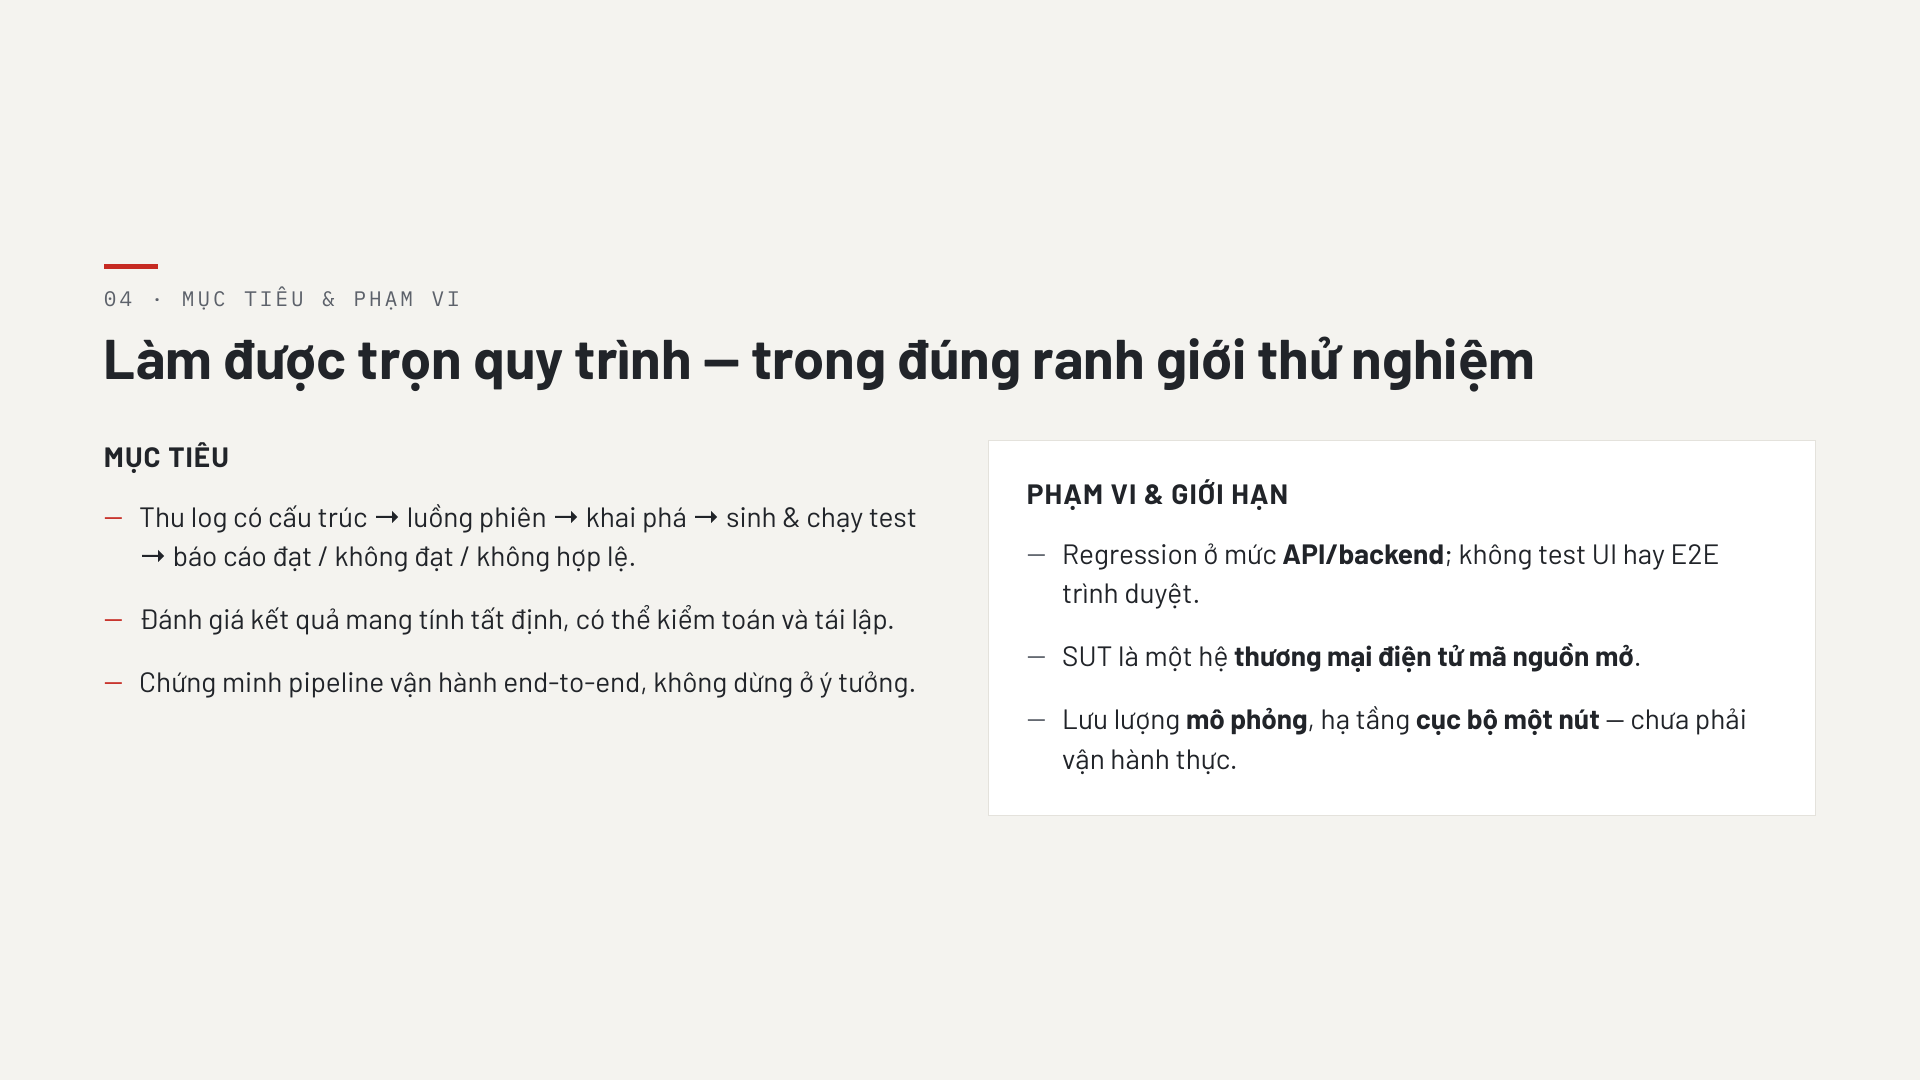 04 · MỤC TIÊU & PHẠM VI
Làm được trọn quy trình — trong đúng ranh giới thử nghiệm
MỤC TIÊU
— Thu log có cấu trúc → luồng phiên → khai phá → sinh & chạy test
→ báo cáo đạt / không đạt / không hợp lệ.
— Đánh giá kết quả mang tính tất định, có thể kiểm toán và tái lập.
— Chứng minh pipeline vận hành end-to-end, không dừng ở ý tưởng.
PHẠM VI & GIỚI HẠN
— Regression ở mức API/backend; không test UI hay E2E
trình duyệt.
— SUT là một hệ thương mại điện tử mã nguồn mở.
— Lưu lượng mô phỏng, hạ tầng cục bộ một nút — chưa phải
vận hành thực.